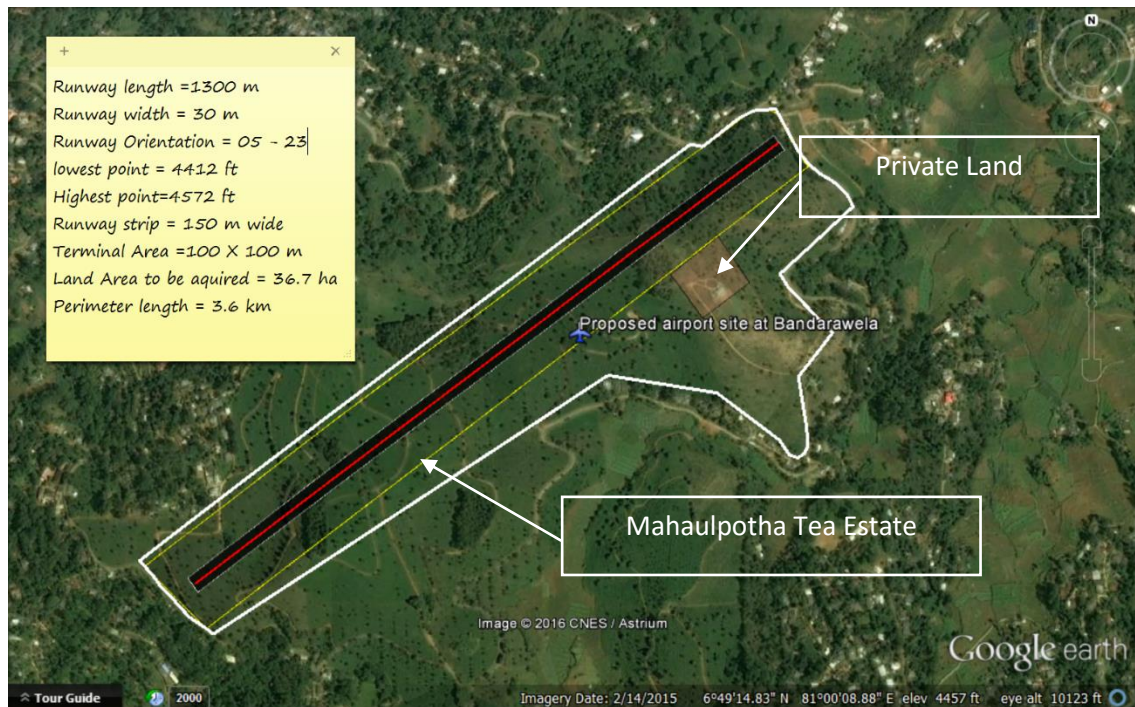 Runway length =1300 m
Runway width = 30 m
Runway Orientation = 05 - 23
lowest point = 4412 ft
Highest point=4572 ft
Runway strip = 150 m wide
Terminal Area =100 X 100 m
Land Area to be aquired = 36.7 ha
Perimeter length = 3.6 km
N
Private Land
Proposed airport site at Bandarawela
Mahaulpotha Tea Estate
Image © 2016 CNES / Astrium
Google earth
Tour Guide
2000
Imagery Date: 2/14/2015 6°49'14.83" N 81°00'08.88" E elev 4457 ft eye alt 10123 ft